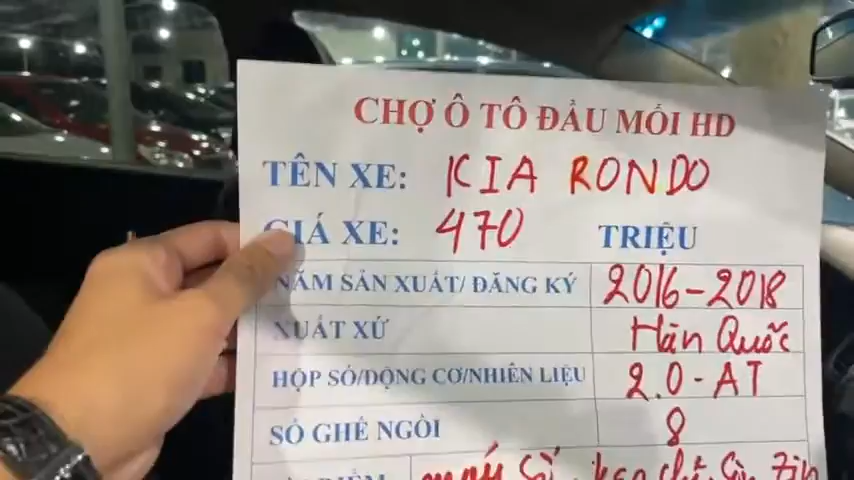 CHỢ Ô TÔ ĐẦU MỐI HD
TÊN XE: KIA RONDO
GIÁ XE: 470 TRIỆU
NĂM SẢN XUẤT/ ĐĂNG KÝ 2016-2018
XUẤT XỨ Hàn Quốc
HỘP SỐ/ĐỘNG CƠ/NHIÊN LIỆU 2.0-AT
SỐ GHẾ NGỒI 8